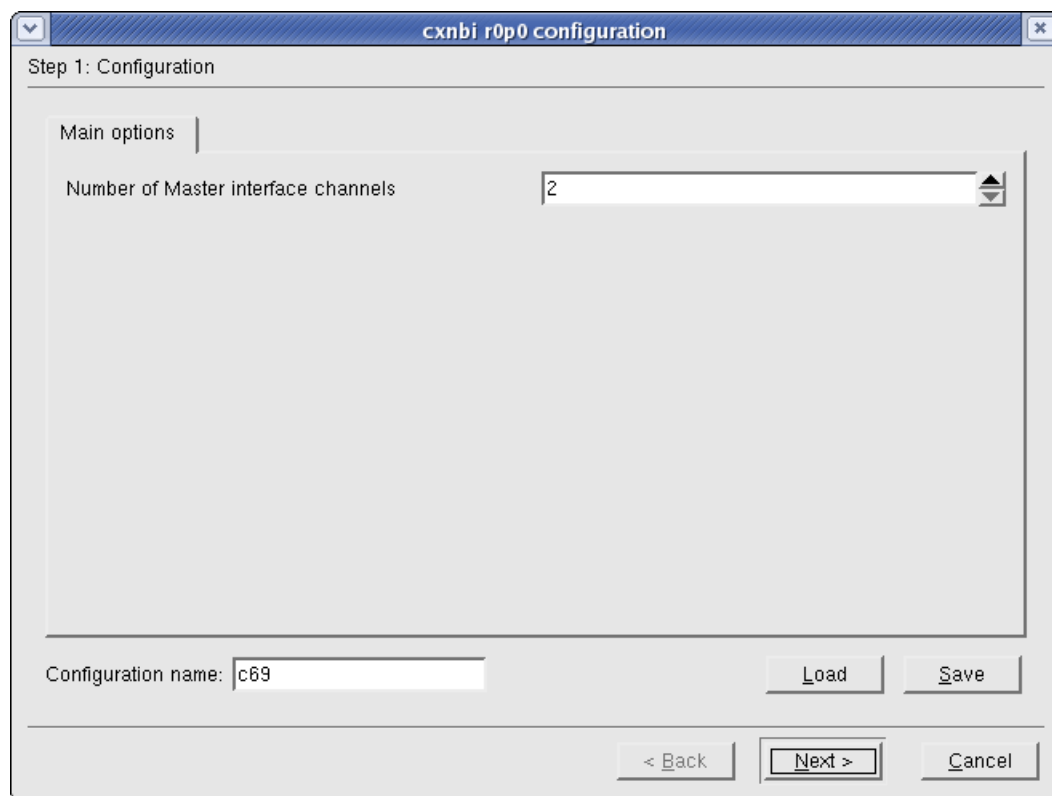 cxnbi r0p0 configuration
Step 1: Configuration
Main options
Number of Master interface channels 2
Configuration name: c69 Load Save
< Back Next > Cancel